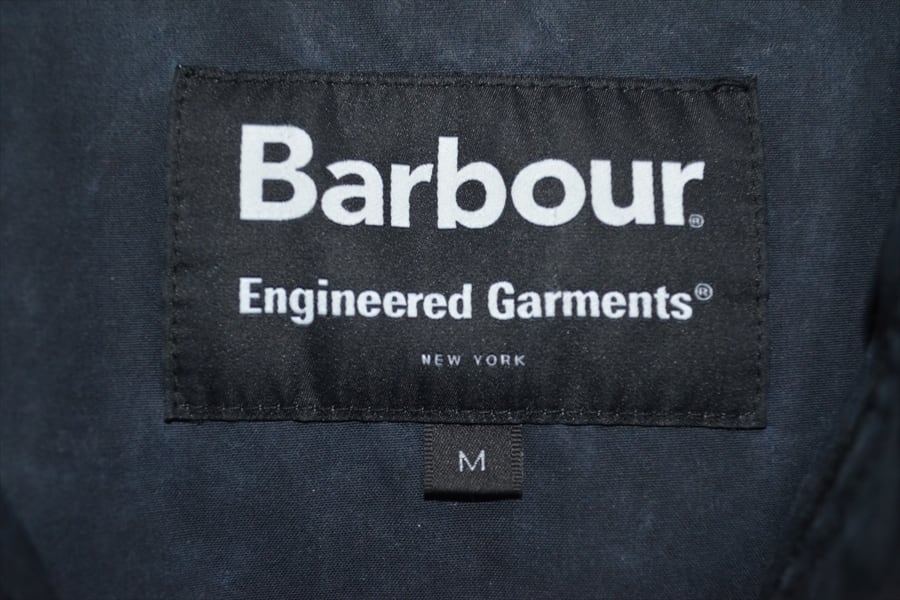 Barbour®
Engineered Garments®
NEW YORK
M